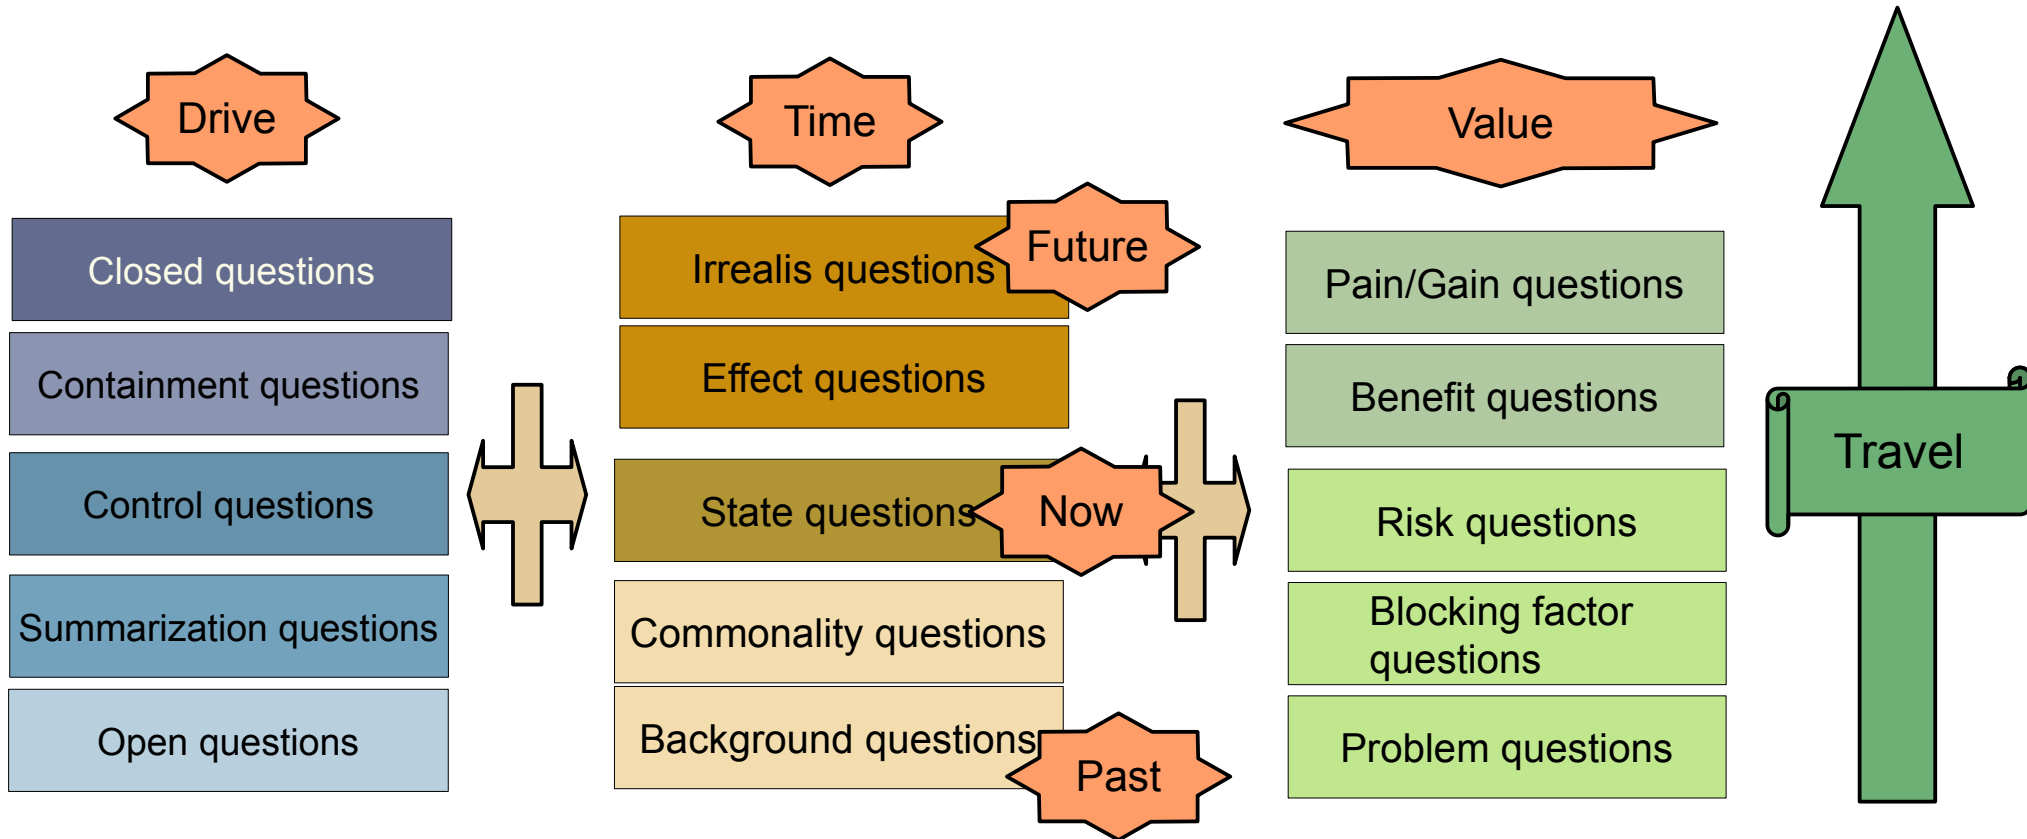 Drive
Closed questions
Containment questions
Control questions
Summarization questions
Open questions
Time
Future
Irrealis questions
Effect questions
State questions
Now
Commonality questions
Background questions
Past
Value
Pain/Gain questions
Benefit questions
Risk questions
Blocking factor
questions
Problem questions
Travel